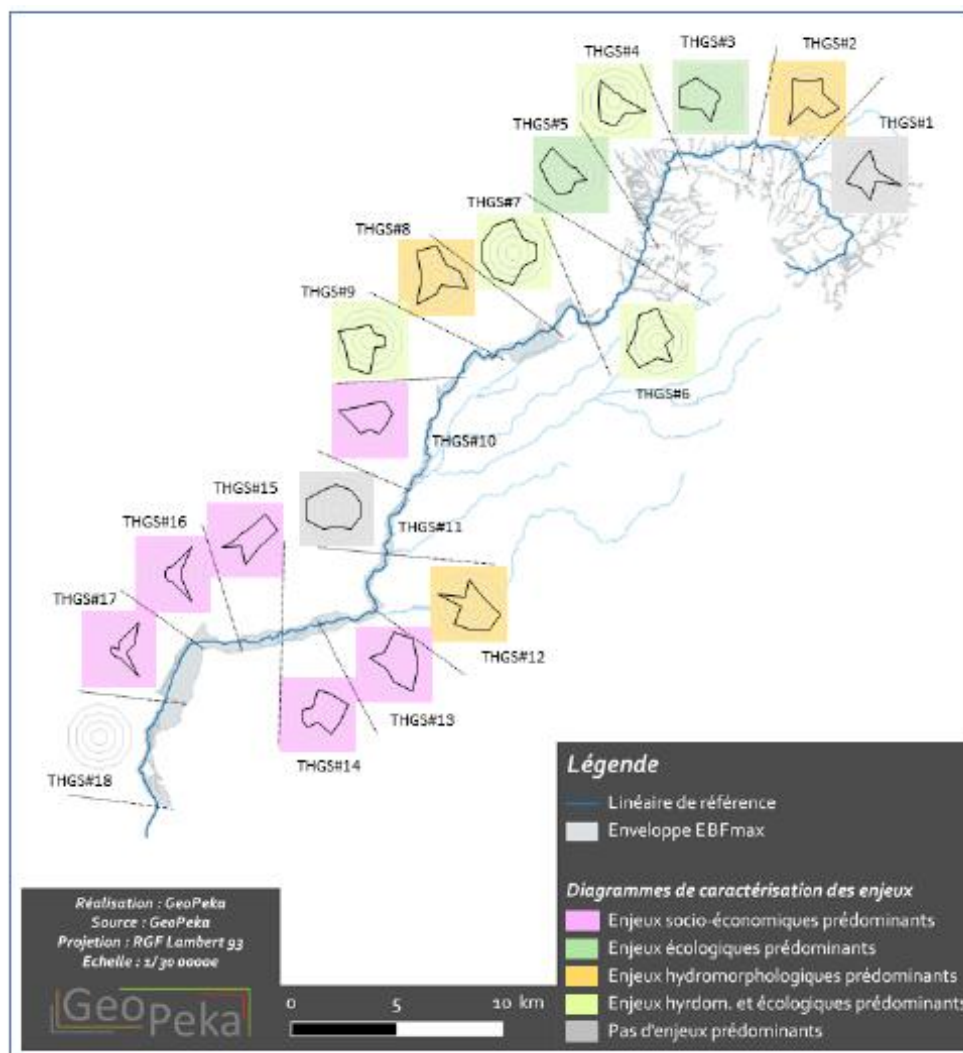 THGS#4
THGS#3
THGS#2
THGS#5
THGS#1
THGS#7
THGS#8
THGS#9
THGS#6
THGS#10
THGS#15
THGS#16
THGS#11
THGS#17
THGS#12
THGS#13
THGS#14
THGS#18
Légende
Linéaire de référence
Enveloppe EBFmax
Diagrammes de caractérisation des enjeux
Enjeux socio-économiques prédominants
Enjeux écologiques prédominants
Enjeux hydromorphologiques prédominants
Enjeux hyrdom. et écologiques prédominants
Pas d'enjeux prédominants
Réalisation : GeoPeka
Source : GeoPeka
Projetion : RGF Lambert 93
Echelle : 1/30 0000e
GeoPeka
0 5 10 km